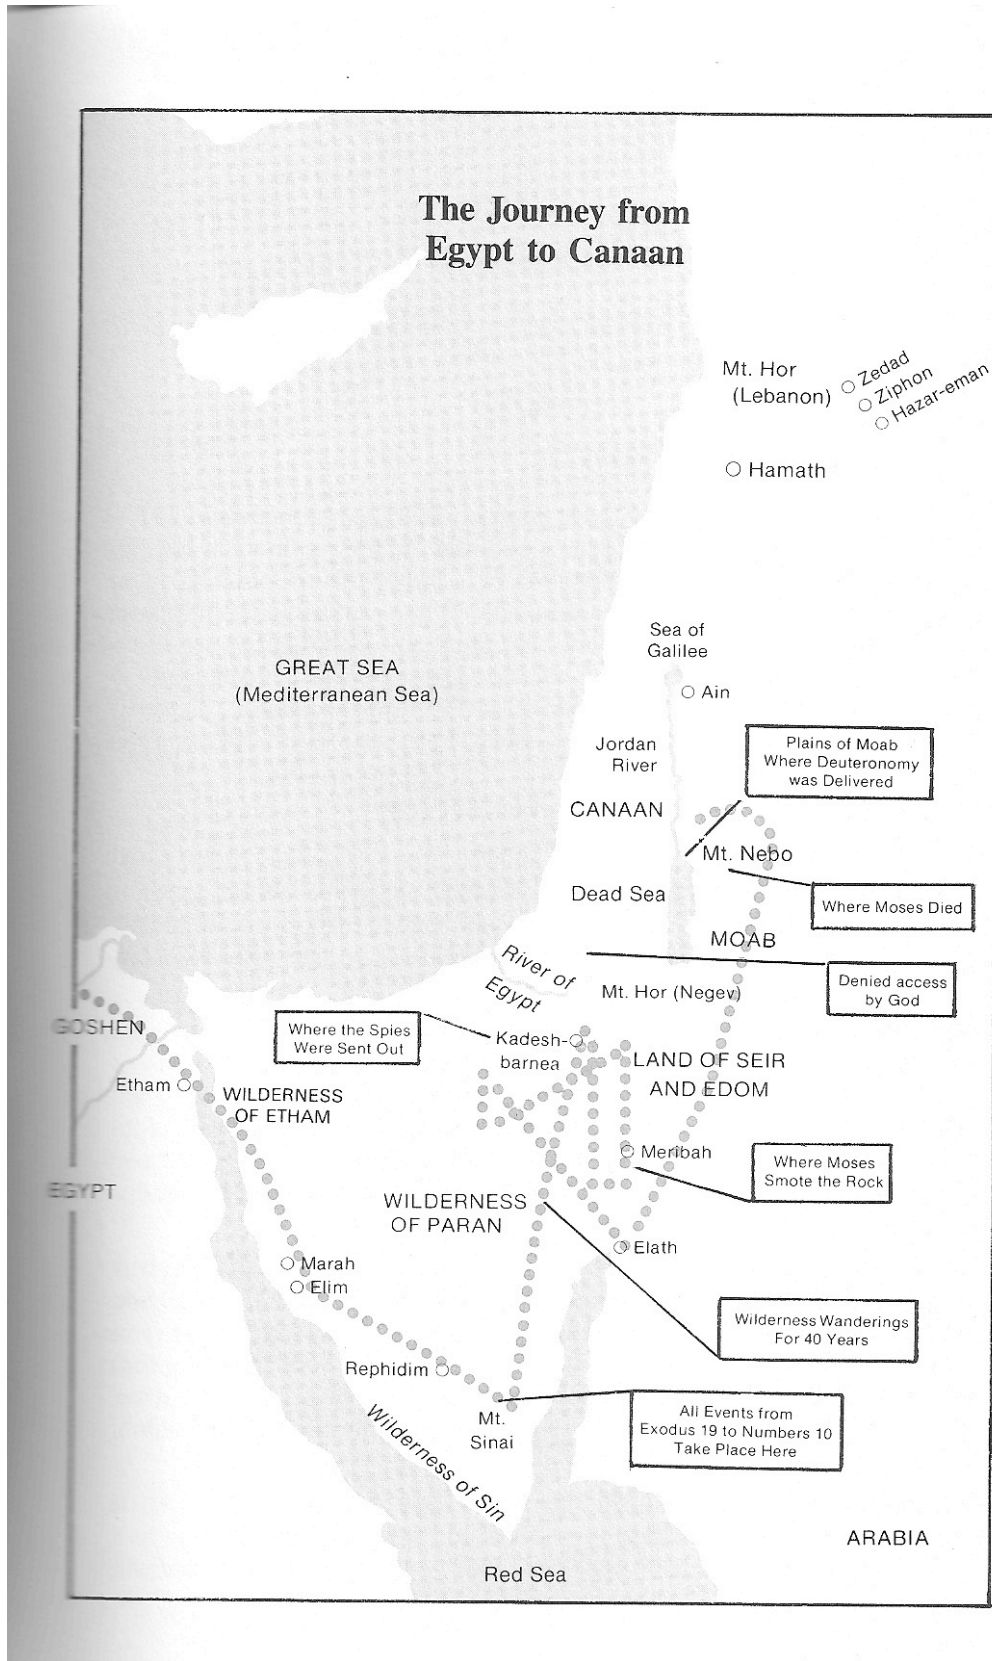 The Journey from
Egypt to Canaan
Mt. Hor
(Lebanon)
Zedad
Ziphon
Hazar-eman
Hamath
Sea of
Galilee
GREAT SEA
(Mediterranean Sea)
Ain
Jordan
River
Plains of Moab
Where Deuteronomy
was Delivered
CANAAN
Mt. Nebo
Dead Sea
Where Moses Died
MOAB
River of
Egypt
Mt. Hor (Negev)
Denied access
by God
GOSHEN
Where the Spies
Were Sent Out
Kadesh-
barnea
LAND OF SEIR
AND EDOM
Etham
WILDERNESS
OF ETHAM
Meribah
Where Moses
Smote the Rock
EGYPT
WILDERNESS
OF PARAN
Elath
Marah
Elim
Wilderness Wanderings
For 40 Years
Rephidim
Mt.
Sinai
All Events from
Exodus 19 to Numbers 10
Take Place Here
Wilderness of Sin
ARABIA
Red Sea